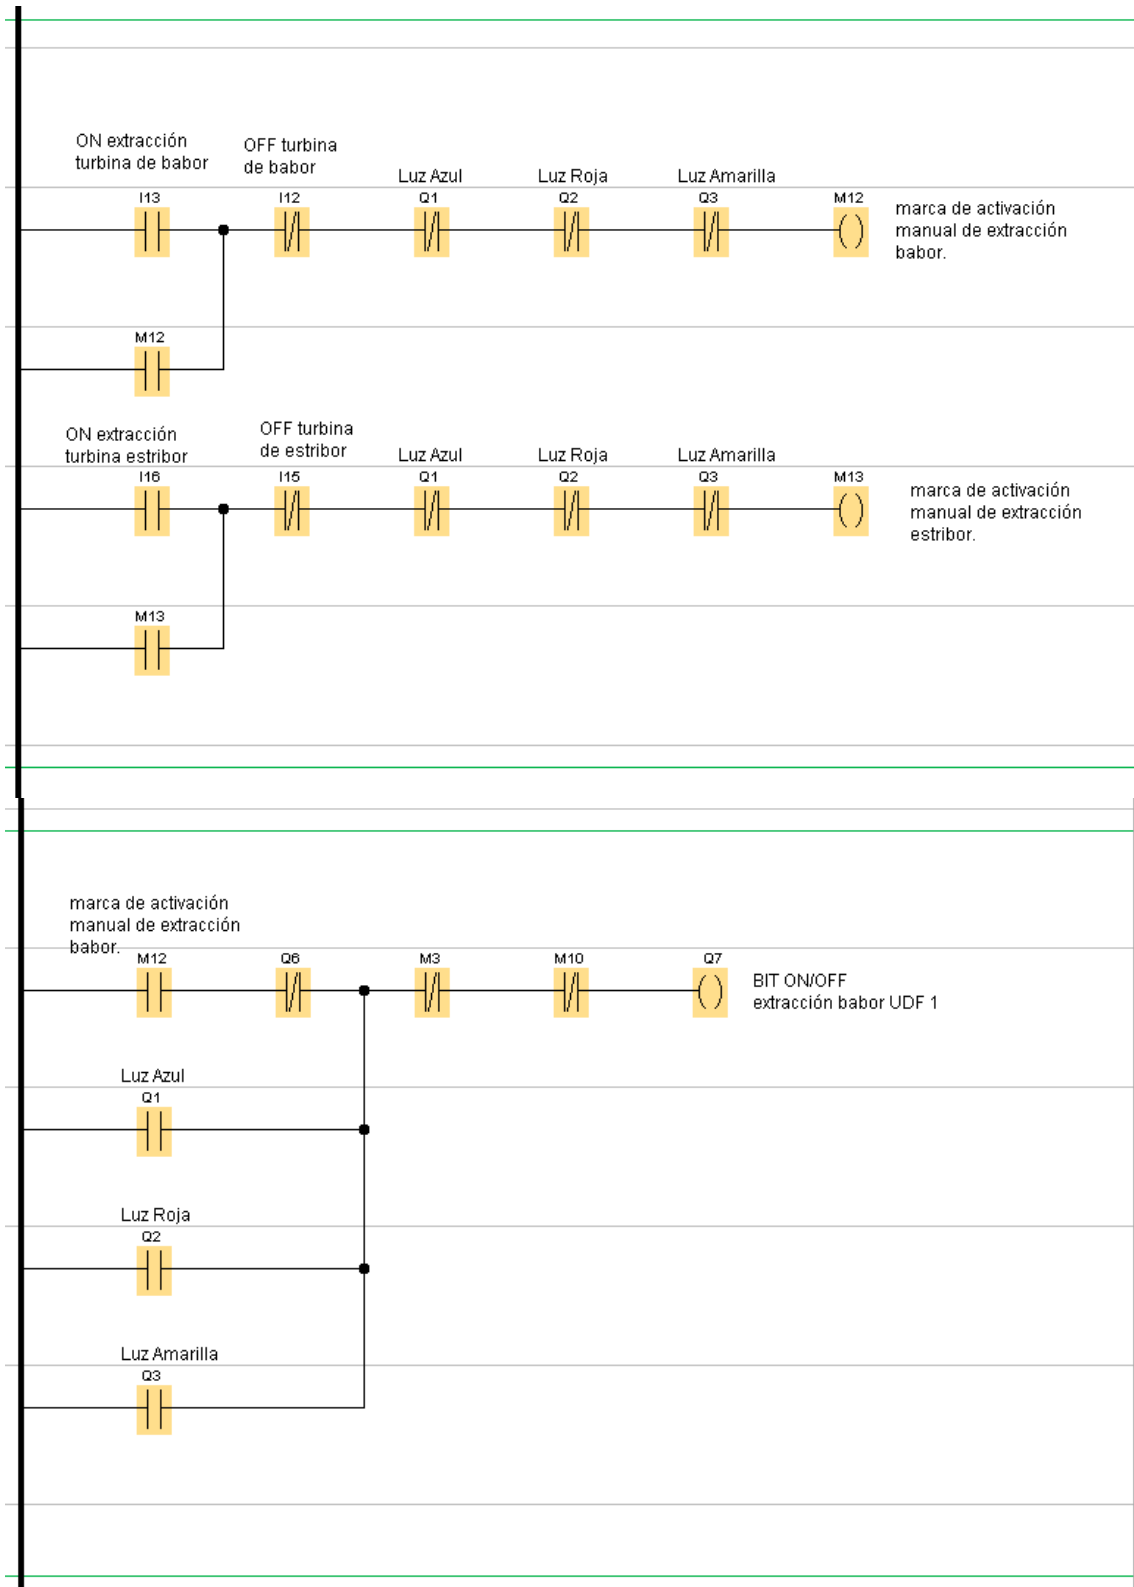 ON extracción
turbina de babor
OFF turbina
de babor
Luz Azul
Luz Roja
Luz Amarilla
I13
I12
Q1
Q2
Q3
M12
marca de activación
manual de extracción
babor.
M12
ON extracción
turbina estribor
OFF turbina
de estribor
Luz Azul
Luz Roja
Luz Amarilla
I16
I15
Q1
Q2
Q3
M13
marca de activación
manual de extracción
estribor.
M13
marca de activación
manual de extracción
babor.
M12
Q6
M3
M10
Q7
BIT ON/OFF
extracción babor UDF 1
Luz Azul
Q1
Luz Roja
Q2
Luz Amarilla
Q3